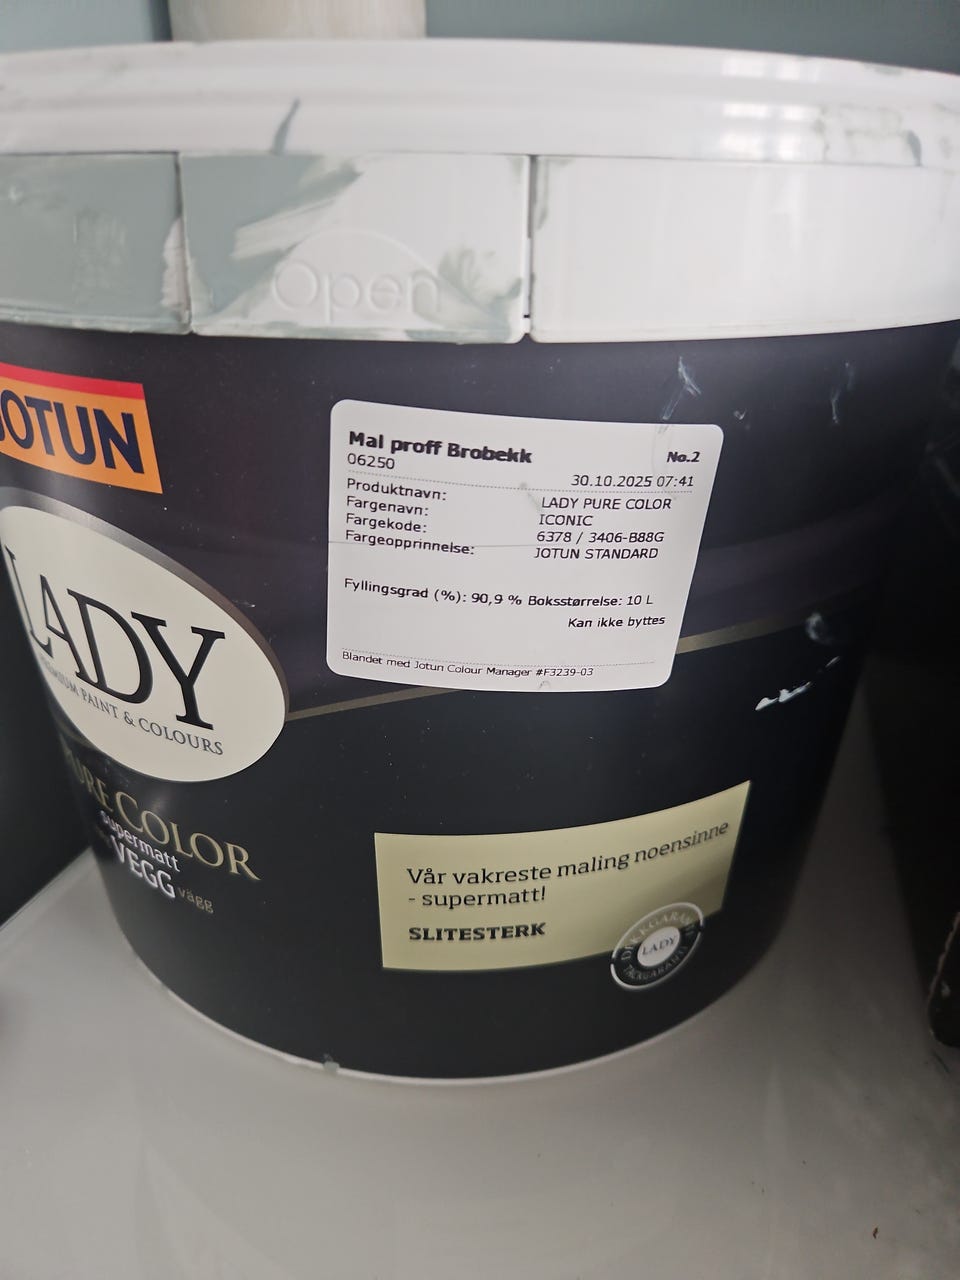 Open
JOTUN
Mal proff Brobekk
No.2
06250
30.10.2025 07:41
Produktnavn: LADY PURE COLOR
Fargenavn: ICONIC
Fargekode: 6378 / 3406-B88G
Fargeopprinnelse: JOTUN STANDARD
Fyllingsgrad (%): 90,9 % Boksstørrelse: 10 L
Kan ikke byttes
Blandet med Jotun Colour Manager #F3239-03
LADY
PREMIUM PAINT & COLOURS
PURE COLOR
supermatt
VEGG vägg
Vår vakreste maling noensinne
- supermatt!
SLITESTERK
LADY